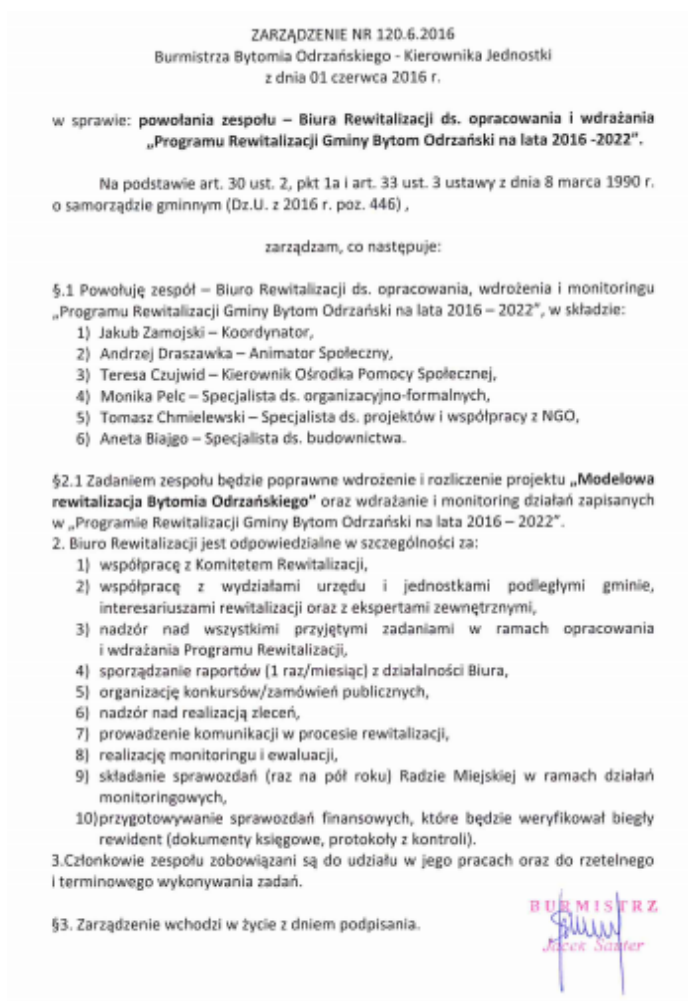 ZARZĄDZENIE NR 120.6.2016
Burmistrza Bytomia Odrzańskiego - Kierownika Jednostki
z dnia 01 czerwca 2016 r.
w sprawie: powołania zespołu – Biura Rewitalizacji ds. opracowania i wdrażania
„Programu Rewitalizacji Gminy Bytom Odrzański na lata 2016 -2022”.
Na podstawie art. 30 ust. 2, pkt 1a i art. 33 ust. 3 ustawy z dnia 8 marca 1990 r.
o samorządzie gminnym (Dz.U. z 2016 r. poz. 446) ,
zarządzam, co następuje:
§.1 Powołuję zespół – Biuro Rewitalizacji ds. opracowania, wdrożenia i monitoringu
„Programu Rewitalizacji Gminy Bytom Odrzański na lata 2016 – 2022”, w składzie:
1) Jakub Zamojski – Koordynator,
2) Andrzej Draszawka – Animator Społeczny,
3) Teresa Czujwid – Kierownik Ośrodka Pomocy Społecznej,
4) Monika Pelc – Specjalista ds. organizacyjno-formalnych,
5) Tomasz Chmielewski – Specjalista ds. projektów i współpracy z NGO,
6) Aneta Biajgo – Specjalista ds. budownictwa.
§2.1 Zadaniem zespołu będzie poprawne wdrożenie i rozliczenie projektu „Modelowa
rewitalizacja Bytomia Odrzańskiego” oraz wdrażanie i monitoring działań zapisanych
w „Programie Rewitalizacji Gminy Bytom Odrzański na lata 2016 – 2022”.
2. Biuro Rewitalizacji jest odpowiedzialne w szczególności za:
1) współpracę z Komitetem Rewitalizacji,
2) współpracę z wydziałami urzędu i jednostkami podległymi gminie,
interesariuszami rewitalizacji oraz z ekspertami zewnętrznymi,
3) nadzór nad wszystkimi przyjętymi zadaniami w ramach opracowania
i wdrażania Programu Rewitalizacji,
4) sporządzanie raportów (1 raz/miesiąc) z działalności Biura,
5) organizację konkursów/zamówień publicznych,
6) nadzór nad realizacją zleceń,
7) prowadzenie komunikacji w procesie rewitalizacji,
8) realizację monitoringu i ewaluacji,
9) składanie sprawozdań (raz na pół roku) Radzie Miejskiej w ramach działań
monitoringowych,
10)przygotowywanie sprawozdań finansowych, które będzie weryfikował biegły
rewident (dokumenty księgowe, protokoły z kontroli).
3.Członkowie zespołu zobowiązani są do udziału w jego pracach oraz do rzetelnego
i terminowego wykonywania zadań.
§3. Zarządzenie wchodzi w życie z dniem podpisania.
BURMISTRZ
Jacek Sauter